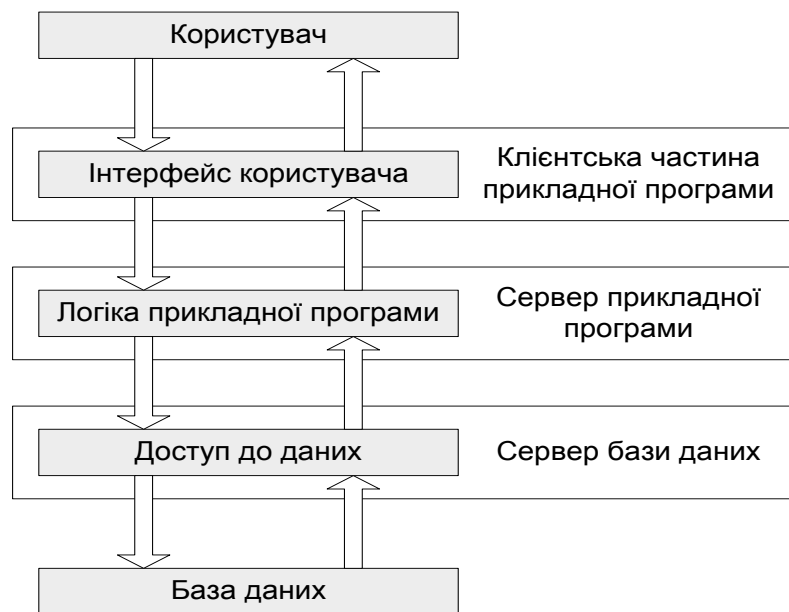 Користувач
Інтерфейс користувача
Клієнтська частина
прикладної програми
Логіка прикладної програми
Сервер прикладної
програми
Доступ до даних
Сервер бази даних
База даних